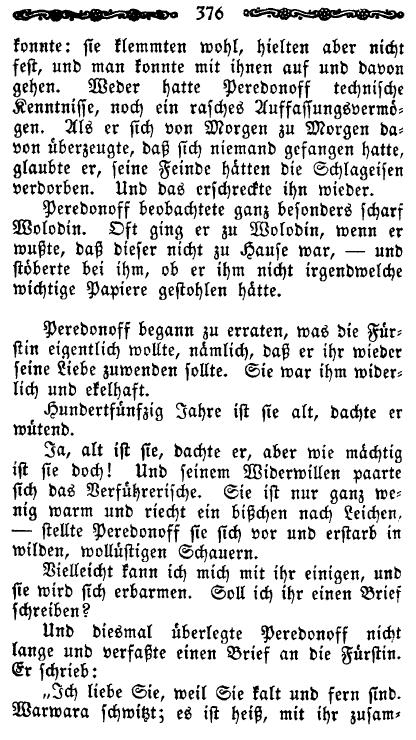 376
konnte: sie klemmten wohl, hielten aber nicht
fest, und man konnte mit ihnen auf und davon
gehen. Weder hatte Peredonoff technische
Kenntnisse, noch ein rasches Auffassungsvermö-
gen. Als er sich von Morgen zu Morgen da-
von überzeugte, daß sich niemand gefangen hatte,
glaubte er, seine Feinde hätten die Schlageisen
verdorben. Und das erschreckte ihn wieder.
Peredonoff beobachtete ganz besonders scharf
Wolodin. Oft ging er zu Wolodin, wenn er
wußte, daß dieser nicht zu Hause war, — und
stöberte bei ihm, ob er ihm nicht irgendwelche
wichtige Papiere gestohlen hätte.
Peredonoff begann zu erraten, was die Für-
stin eigentlich wollte, nämlich, daß er ihr wieder
seine Liebe zuwenden sollte. Sie war ihm wider-
lich und ekelhaft.
Hundertfünfzig Jahre ist sie alt, dachte er
wütend.
Ja, alt ist sie, dachte er, aber wie mächtig
ist sie doch! Und seinem Widerwillen paarte
sich das Verführerische. Sie ist nur ganz we-
nig warm und riecht ein bißchen nach Leichen,
— stellte Peredonoff sie sich vor und erstarb in
wilden, wollüstigen Schauern.
Vielleicht kann ich mich mit ihr einigen, und
sie wird sich erbarmen. Soll ich ihr einen Brief
schreiben?
Und diesmal überlegte Peredonoff nicht
lange und verfaßte einen Brief an die Fürstin.
Er schrieb:
„Ich liebe Sie, weil Sie kalt und fern sind.
Warwara schwitzt; es ist heiß, mit ihr zusam-